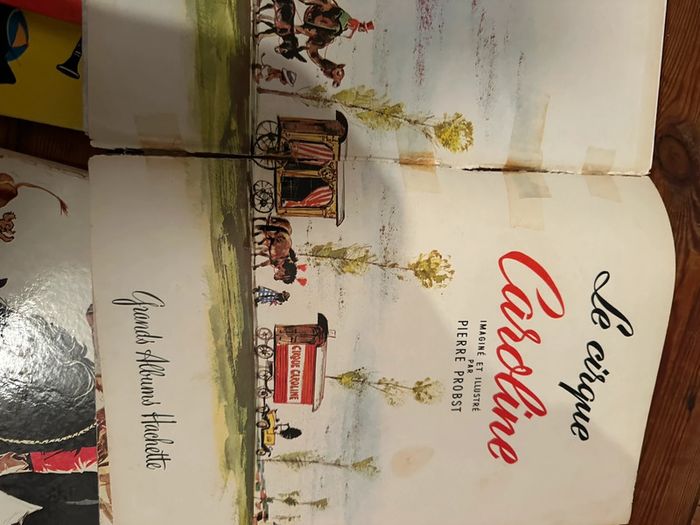 Le cirque
Caroline
IMAGINÉ ET ILLUSTRÉ
PAR
PIERRE PROBST
CIRQUE CAROLINE
Grands Albums Hachette